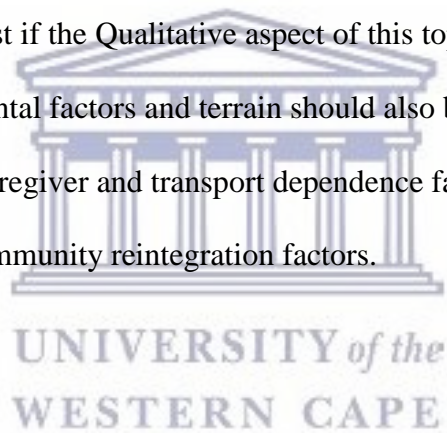 st if the Qualitative aspect of this to
ntal factors and terrain should also b
regiver and transport dependence fa
mmunity reintegration factors.
UNIVERSITY of the
WESTERN CAPE